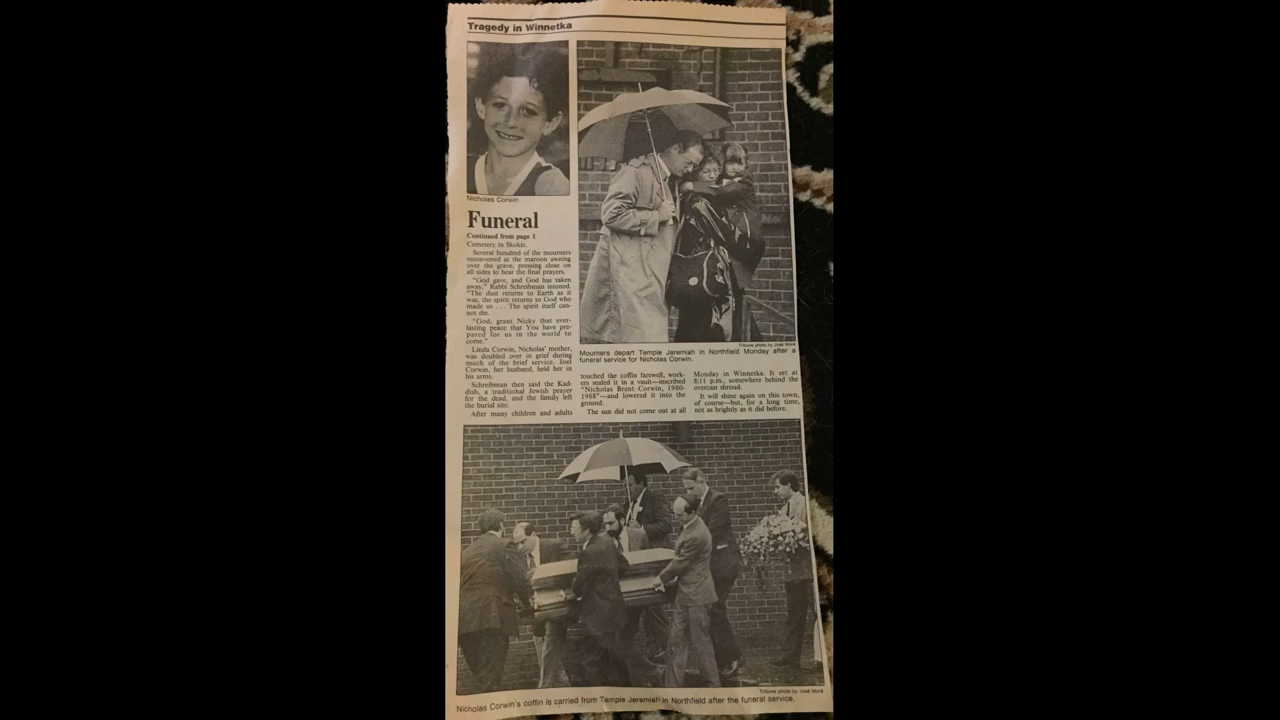 Tragedy in Winnetka
Nicholas Corwin
Funeral
Continued from page 1
Cemetery in Skokie.
Several hundred of the mourners
reconvened at the maroon awning
over the grave, pressing close on
all sides to hear the final prayers.
"God gave, and God has taken
away," Rabbi Schreibman intoned.
"The dust returns to Earth as it
was, the spirit returns to God who
made us . . . The spirit itself can-
not die.
"God, grant Nicky that ever-
lasting peace that You have pre-
pared for us in the world to
come."
Linda Corwin, Nicholas' mother,
was doubled over in grief during
much of the brief service. Joel
Corwin, her husband, held her in
his arms.
Schreibman then said the Kad-
dish, a traditional Jewish prayer
for the dead, and the family left
the burial site.
After many children and adults
Tribune photo by José Moré
Mourners depart Temple Jeremiah in Northfield Monday after a
funeral service for Nicholas Corwin.
touched the coffin farewell, work-
ers sealed it in a vault—inscribed
"Nicholas Brent Corwin, 1980-
1988"—and lowered it into the
ground.
The sun did not come out at all
Monday in Winnetka. It set at
8:11 p.m., somewhere behind the
overcast shroud.
It will shine again on this town,
of course—but, for a long time,
not as brightly as it did before.
Tribune photo by José Moré
Nicholas Corwin's coffin is carried from Temple Jeremiah in Northfield after the funeral service.